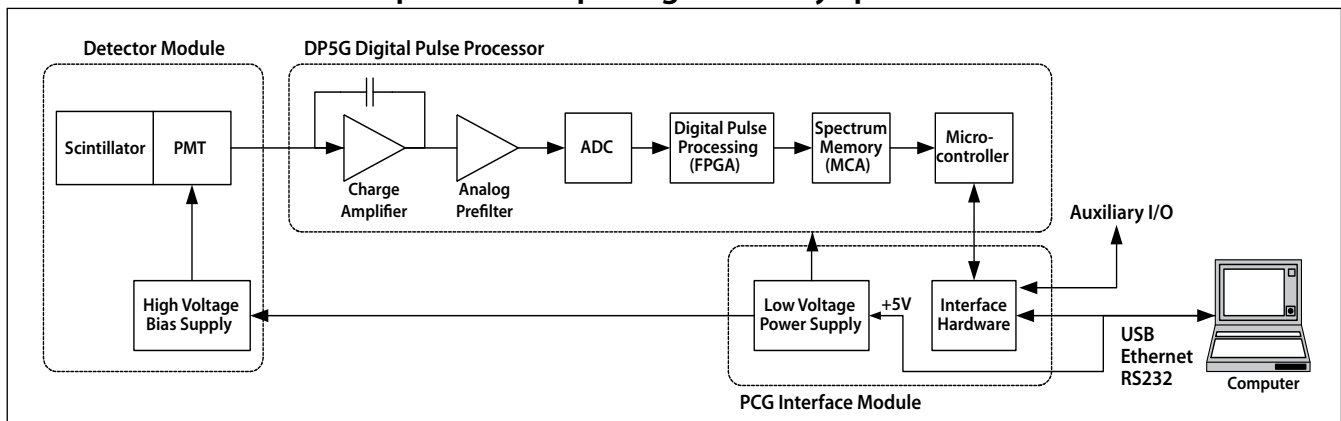 Detector Module
DP5G Digital Pulse Processor
Scintillator
PMT
Charge
Amplifier
Analog
Prefilter
ADC
Digital Pulse
Processing
(FPGA)
Spectrum
Memory
(MCA)
Micro-
controller
Auxiliary I/O
High Voltage
Bias Supply
Low Voltage
Power Supply
+5V
Interface
Hardware
USB
Ethernet
RS232
Computer
PCG Interface Module